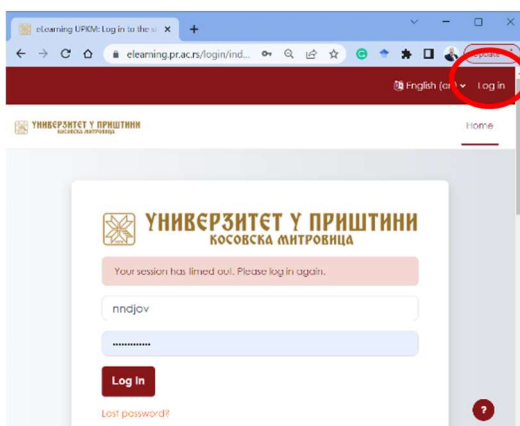 eLearning UPKM: Log in to the si
elearning.pr.ac.rs/login/ind...
Update
English (en)
Log in
УНИВЕРЗИТЕТ У ПРИШТИНИ
КОСОВСКА МИТРОВИЦА
Home
УНИВЕРЗИТЕТ У ПРИШТИНИ
КОСОВСКА МИТРОВИЦА
Your session has timed out. Please log in again.
nndjov
Log in
Lost password?
?